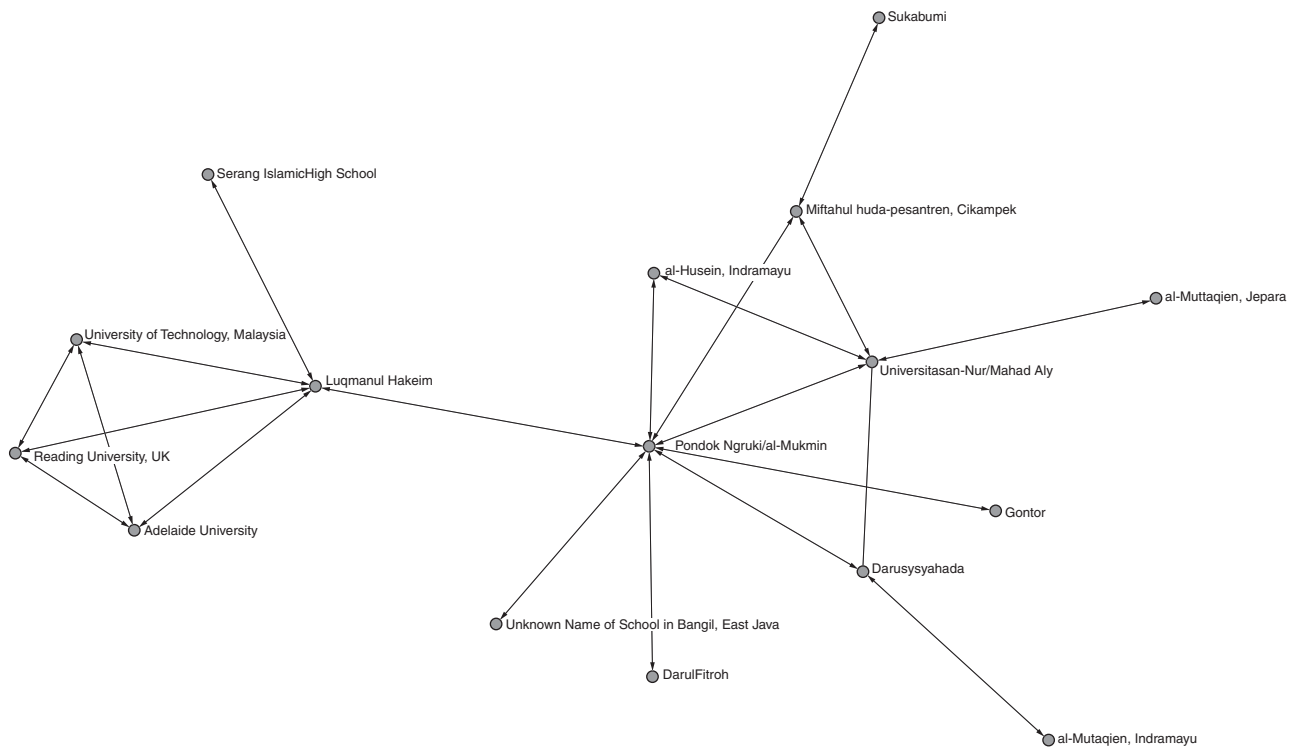 Sukabumi
Serang IslamicHigh School
Miftahul huda-pesantren, Cikampek
al-Husein, Indramayu
al-Muttaqien, Jepara
University of Technology, Malaysia
Universitasan-Nur/Mahad Aly
Luqmanul Hakeim
Pondok Ngruki/al-Mukmin
Reading University, UK
Gontor
Adelaide University
Darusysyahada
Unknown Name of School in Bangil, East Java
DarulFitroh
al-Mutaqien, Indramayu